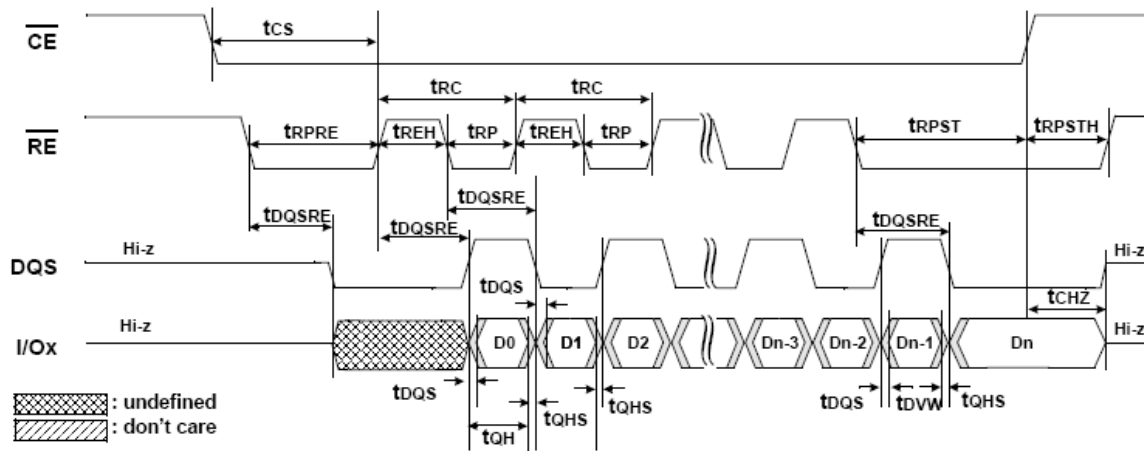 CE
tCS
tRC
tRC
RE
tRPRE
tREH
tRP
tREH
tRP
tRPST
tRPSTH
tDQSRE
tDQSRE
tDQSRE
tDQSRE
DQS
Hi-z
Hi-z
tDQS
tCHZ
I/Ox
Hi-z
D0
D1
D2
Dn-3
Dn-2
Dn-1
Dn
Hi-z
tDQS
tQHS
tQHS
tDQS
tDVW
tQHS
tQH
: undefined
: don't care